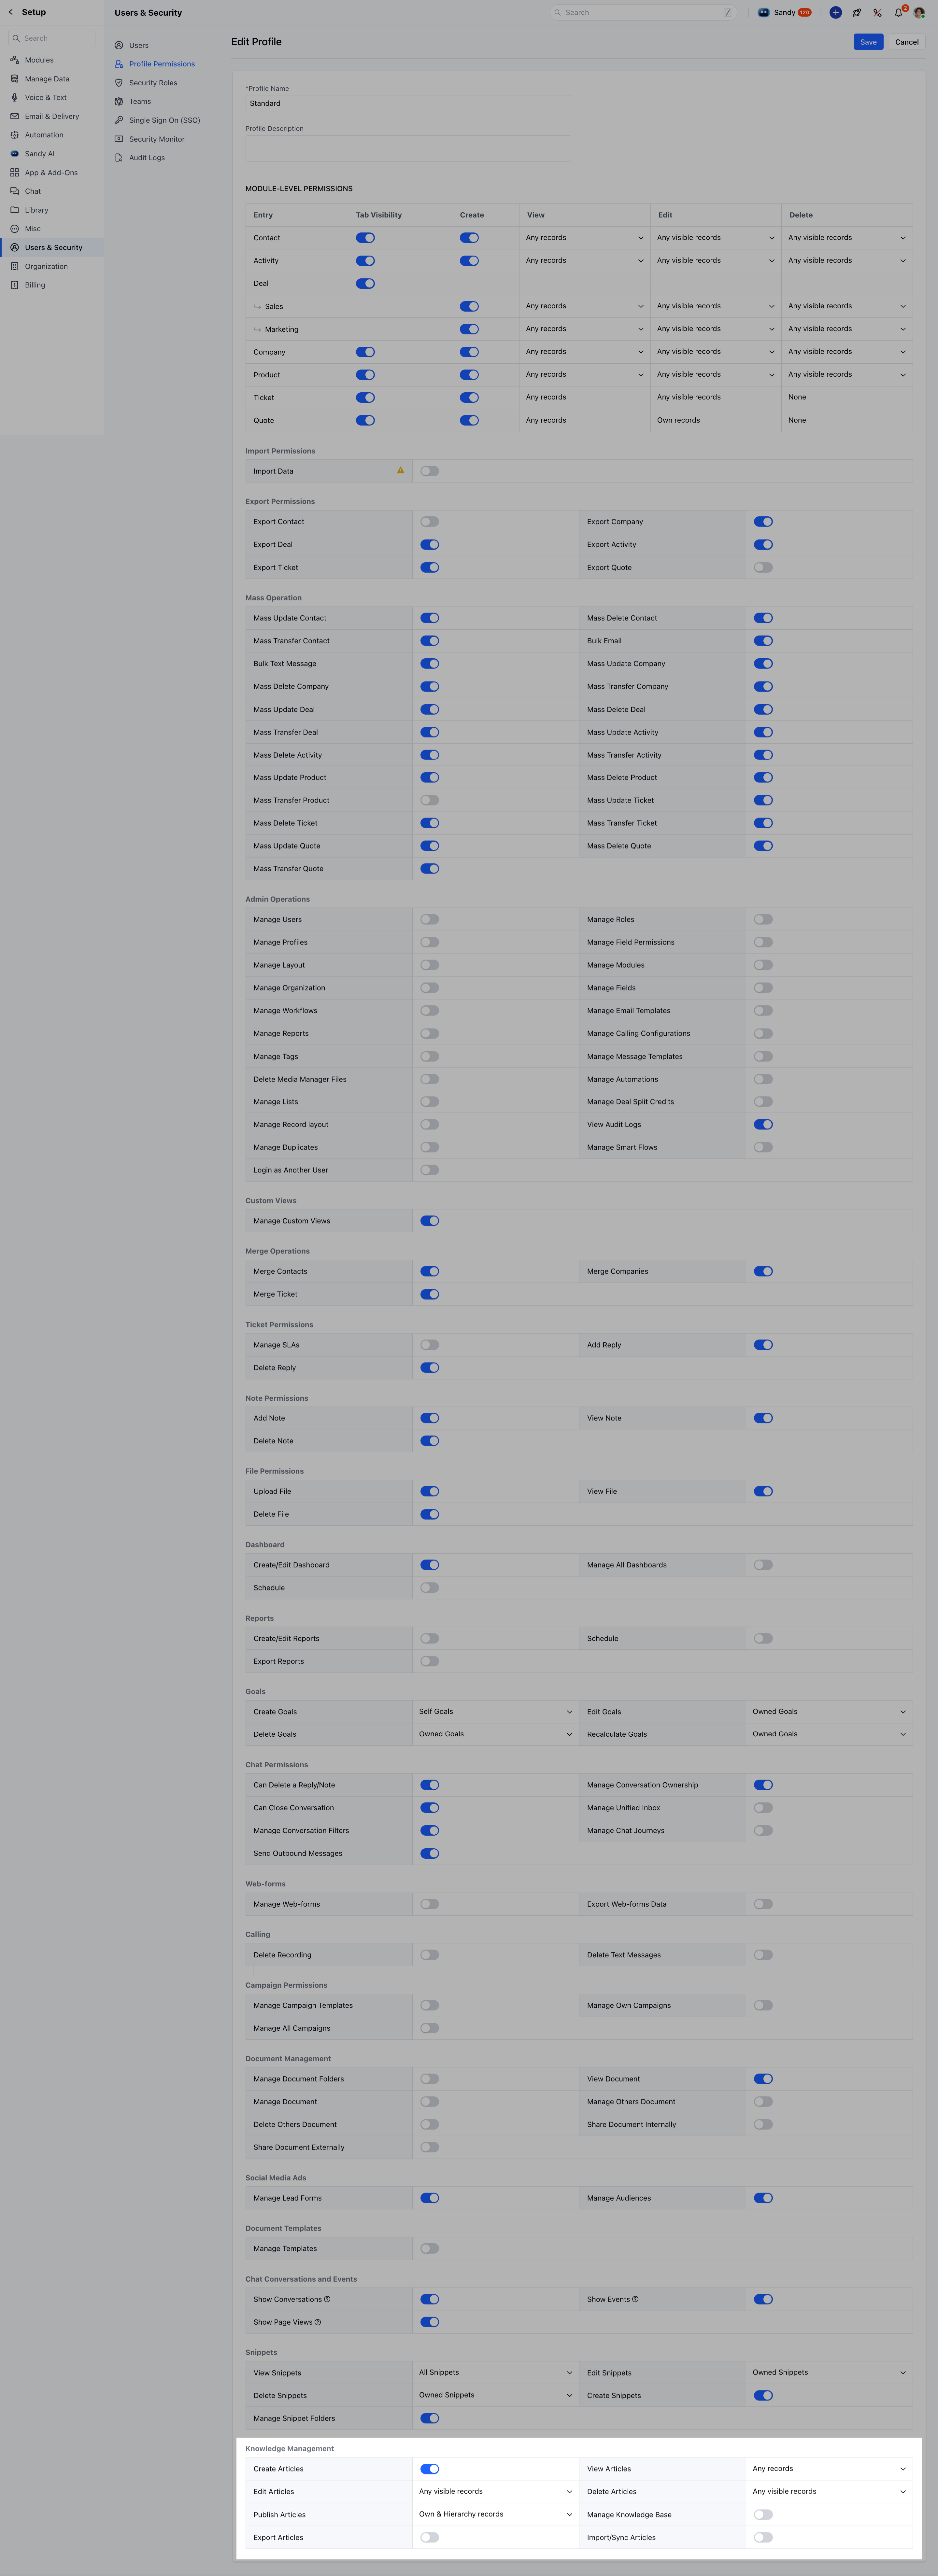 Setup
Users & Security
Search
/
Sandy 120
2
Search
Modules
Manage Data
Voice & Text
Email & Delivery
Automation
Sandy AI
App & Add-Ons
Chat
Library
Misc
Users & Security
Organization
Billing
Users
Profile Permissions
Security Roles
Teams
Single Sign On (SSO)
Security Monitor
Audit Logs
Edit Profile
Save
Cancel
*Profile Name
Standard
Profile Description
MODULE-LEVEL PERMISSIONS
Entry Tab Visibility Create View Edit Delete
Contact Any records Any visible records Any visible records
Activity Any records Any visible records Any visible records
Deal
Sales Any records Any visible records Any visible records
Marketing Any records Any visible records Any visible records
Company Any records Any visible records Any visible records
Product Any records Any visible records Any visible records
Ticket Any records Any visible records None
Quote Any records Own records None
Import Permissions
Import Data
Export Permissions
Export Contact Export Company
Export Deal Export Activity
Export Ticket Export Quote
Mass Operation
Mass Update Contact Mass Delete Contact
Mass Transfer Contact Bulk Email
Bulk Text Message Mass Update Company
Mass Delete Company Mass Transfer Company
Mass Update Deal Mass Delete Deal
Mass Transfer Deal Mass Update Activity
Mass Delete Activity Mass Transfer Activity
Mass Update Product Mass Delete Product
Mass Transfer Product Mass Update Ticket
Mass Delete Ticket Mass Transfer Ticket
Mass Update Quote Mass Delete Quote
Mass Transfer Quote
Admin Operations
Manage Users Manage Roles
Manage Profiles Manage Field Permissions
Manage Layout Manage Modules
Manage Organization Manage Fields
Manage Workflows Manage Email Templates
Manage Reports Manage Calling Configurations
Manage Tags Manage Message Templates
Delete Media Manager Files Manage Automations
Manage Lists Manage Deal Split Credits
Manage Record layout View Audit Logs
Manage Duplicates Manage Smart Flows
Login as Another User
Custom Views
Manage Custom Views
Merge Operations
Merge Contacts Merge Companies
Merge Ticket
Ticket Permissions
Manage SLAs Add Reply
Delete Reply
Note Permissions
Add Note View Note
Delete Note
File Permissions
Upload File View File
Delete File
Dashboard
Create/Edit Dashboard Manage All Dashboards
Schedule
Reports
Create/Edit Reports Schedule
Export Reports
Goals
Create Goals Self Goals Edit Goals Owned Goals
Delete Goals Owned Goals Recalculate Goals Owned Goals
Chat Permissions
Can Delete a Reply/Note Manage Conversation Ownership
Can Close Conversation Manage Unified Inbox
Manage Conversation Filters Manage Chat Journeys
Send Outbound Messages
Web-forms
Manage Web-forms Export Web-forms Data
Calling
Delete Recording Delete Text Messages
Campaign Permissions
Manage Campaign Templates Manage Own Campaigns
Manage All Campaigns
Document Management
Manage Document Folders View Document
Manage Document Manage Others Document
Delete Others Document Share Document Internally
Share Document Externally
Social Media Ads
Manage Lead Forms Manage Audiences
Document Templates
Manage Templates
Chat Conversations and Events
Show Conversations Show Events
Show Page Views
Snippets
View Snippets All Snippets Edit Snippets Owned Snippets
Delete Snippets Owned Snippets Create Snippets
Manage Snippet Folders
Knowledge Management
Create Articles View Articles Any records
Edit Articles Any visible records Delete Articles Any visible records
Publish Articles Own & Hierarchy records Manage Knowledge Base
Export Articles Import/Sync Articles